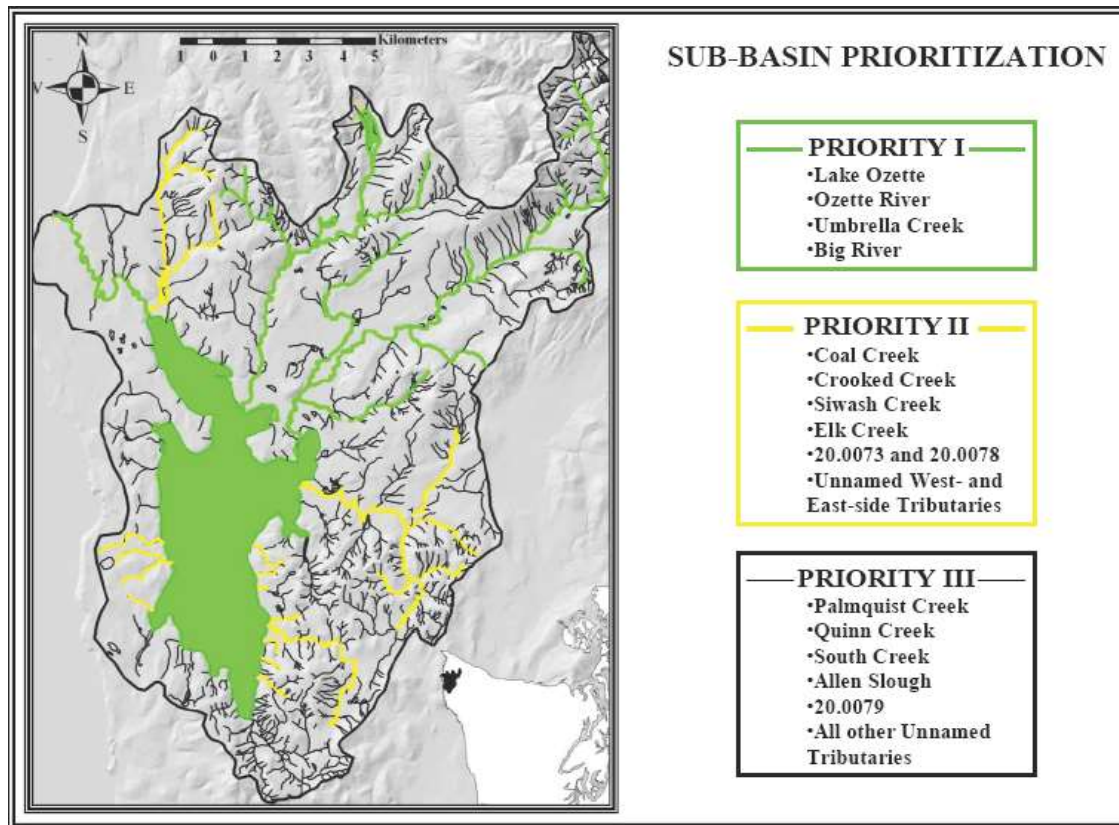 N
W
E
S
1 0 1 2 3 4 5 Kilometers
SUB-BASIN PRIORITIZATION
PRIORITY I
•Lake Ozette
•Ozette River
•Umbrella Creek
•Big River
PRIORITY II
•Coal Creek
•Crooked Creek
•Siwash Creek
•Elk Creek
•20.0073 and 20.0078
•Unnamed West- and
East-side Tributaries
PRIORITY III
•Palmquist Creek
•Quinn Creek
•South Creek
•Allen Slough
•20.0079
•All other Unnamed
Tributaries